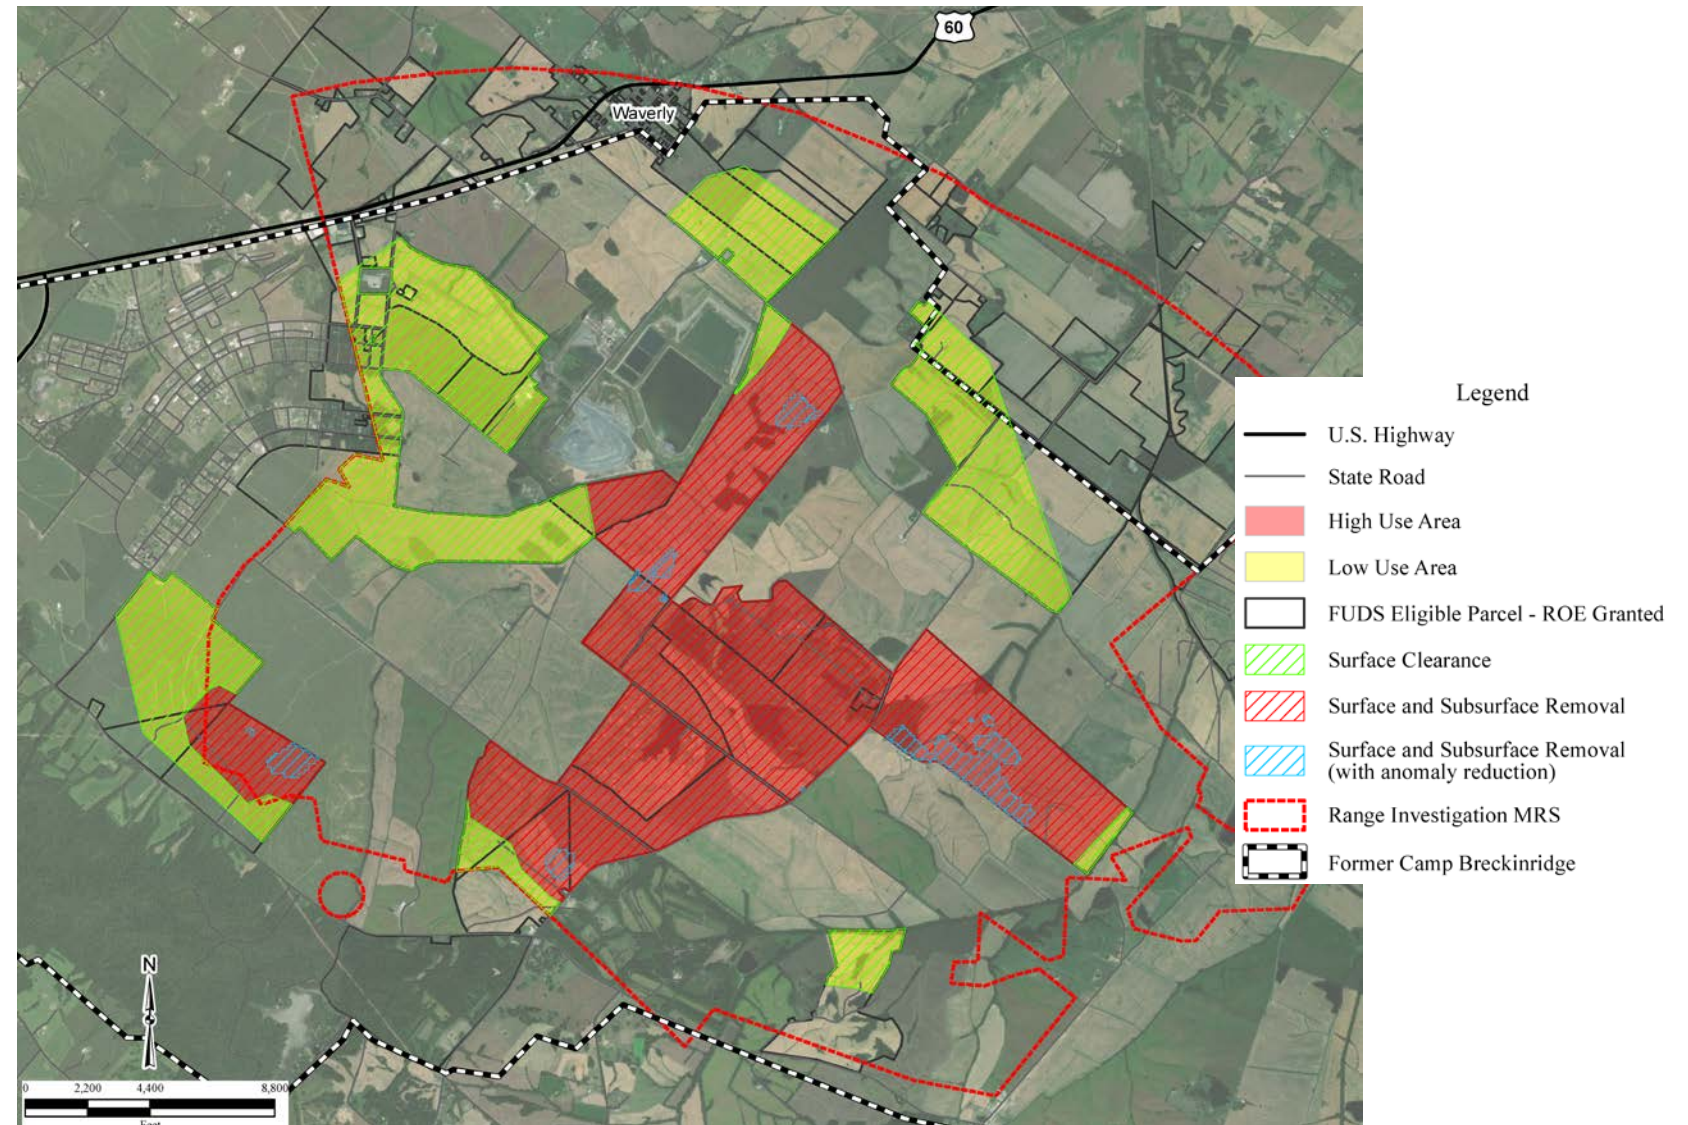 60
Waverly
Legend
U.S. Highway
State Road
High Use Area
Low Use Area
FUDS Eligible Parcel - ROE Granted
Surface Clearance
Surface and Subsurface Removal
Surface and Subsurface Removal
(with anomaly reduction)
Range Investigation MRS
Former Camp Breckinridge
N
0 2,200 4,400 8,800
Feet